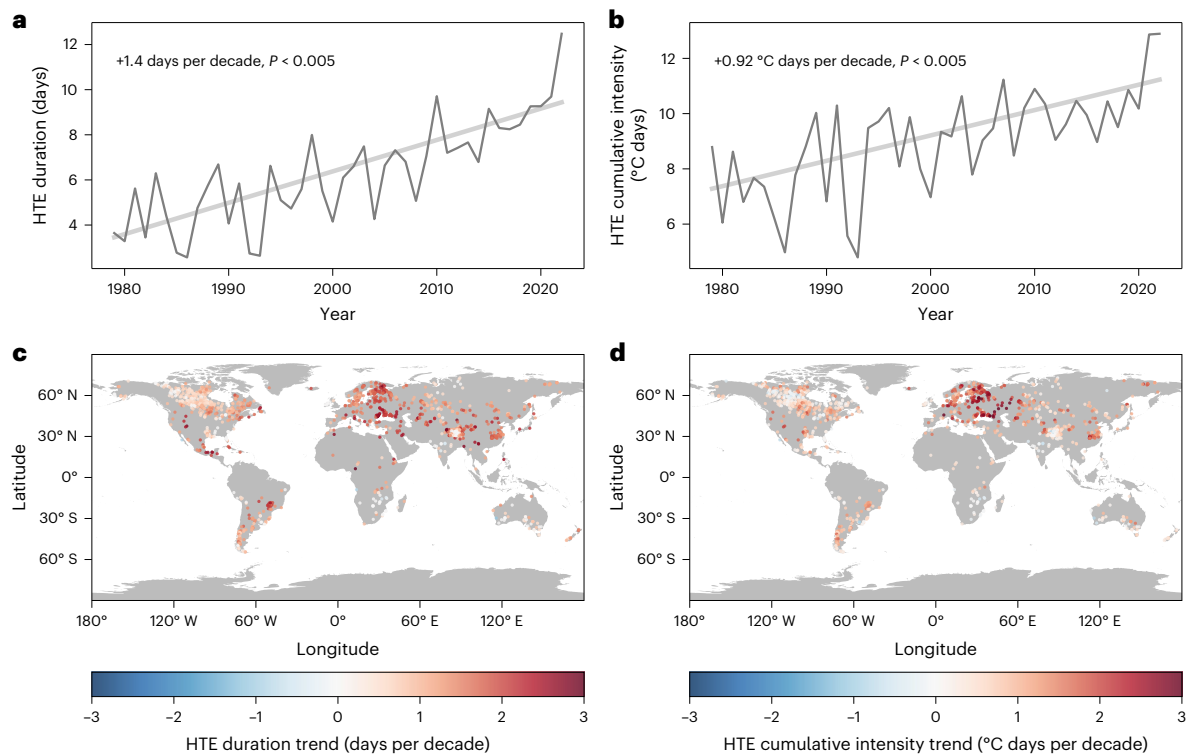 a
12
10
8
6
4
HTE duration (days)
+1.4 days per decade, P < 0.005
1980 1990 2000 2010 2020
Year
b
12
10
8
6
HTE cumulative intensity
(°C days)
+0.92 °C days per decade, P < 0.005
1980 1990 2000 2010 2020
Year
c
60° N
30° N
0°
30° S
60° S
Latitude
180° 120° W 60° W 0° 60° E 120° E
Longitude
−3 −2 −1 0 1 2 3
HTE duration trend (days per decade)
d
60° N
30° N
0°
30° S
60° S
Latitude
180° 120° W 60° W 0° 60° E 120° E
Longitude
−3 −2 −1 0 1 2 3
HTE cumulative intensity trend (°C days per decade)